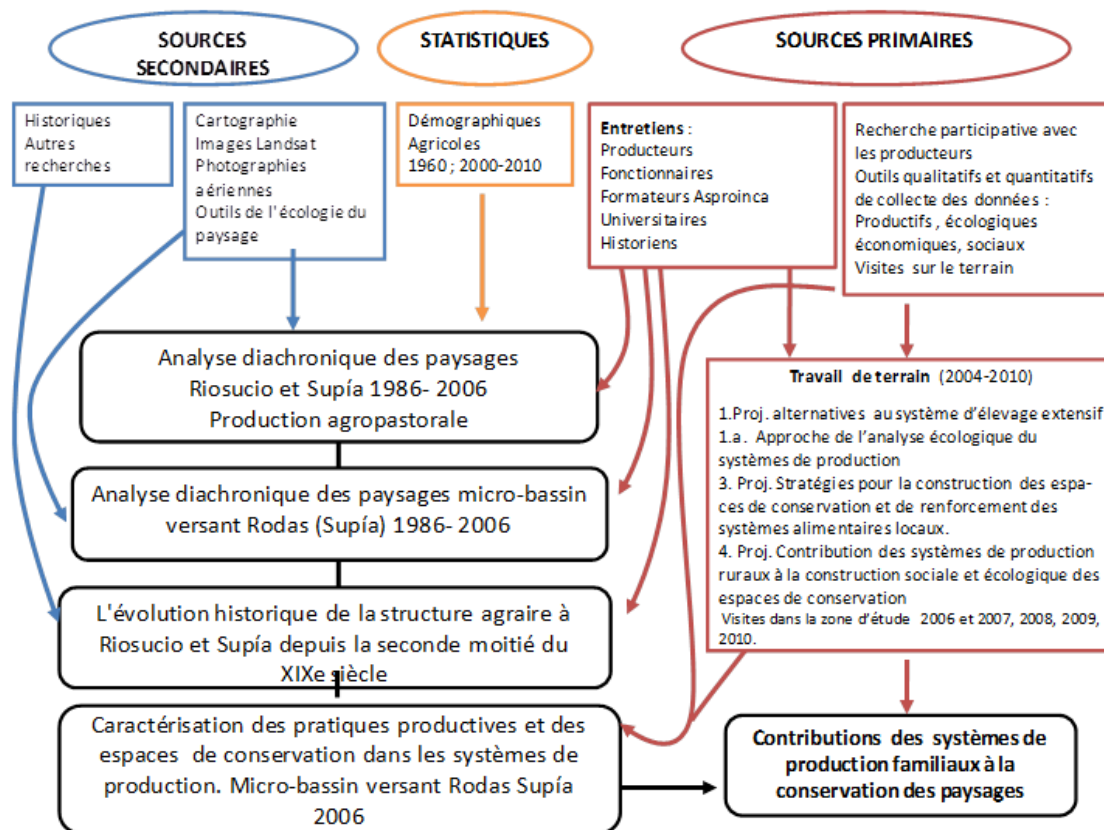 SOURCES
SECONDAIRES
STATISTIQUES
SOURCES PRIMAIRES
Historiques
Autres
recherches
Cartographie
Images Landsat
Photographies
aériennes
Outils de l'écologie du
paysage
Démographiques
Agricoles
1960 ; 2000-2010
Entretiens :
Producteurs
Fonctionnaires
Formateurs Asproinca
Universitaires
Historiens
Recherche participative avec
les producteurs
Outils qualitatifs et quantitatifs
de collecte des données :
Productifs , écologiques
économiques, sociaux
Visites sur le terrain
Analyse diachronique des paysages
Riosucio et Supía 1986- 2006
Production agropastorale
Analyse diachronique des paysages micro-bassin
versant Rodas (Supía) 1986- 2006
L'évolution historique de la structure agraire à
Riosucio et Supía depuis la seconde moitié du
XIXe siècle
Caractérisation des pratiques productives et des
espaces de conservation dans les systèmes de
production. Micro-bassin versant Rodas Supía
2006
Travail de terrain (2004-2010)
1.Proj. alternatives au système d'élevage extensif
1.a. Approche de l'analyse écologique du
systèmes de production
3. Proj. Stratégies pour la construction des espa-
ces de conservation et de renforcement des
systèmes alimentaires locaux.
4. Proj. Contribution des systèmes de production
ruraux à la construction sociale et écologique des
espaces de conservation
Visites dans la zone d'étude 2006 et 2007, 2008, 2009,
2010.
Contributions des systèmes de
production familiaux à la
conservation des paysages